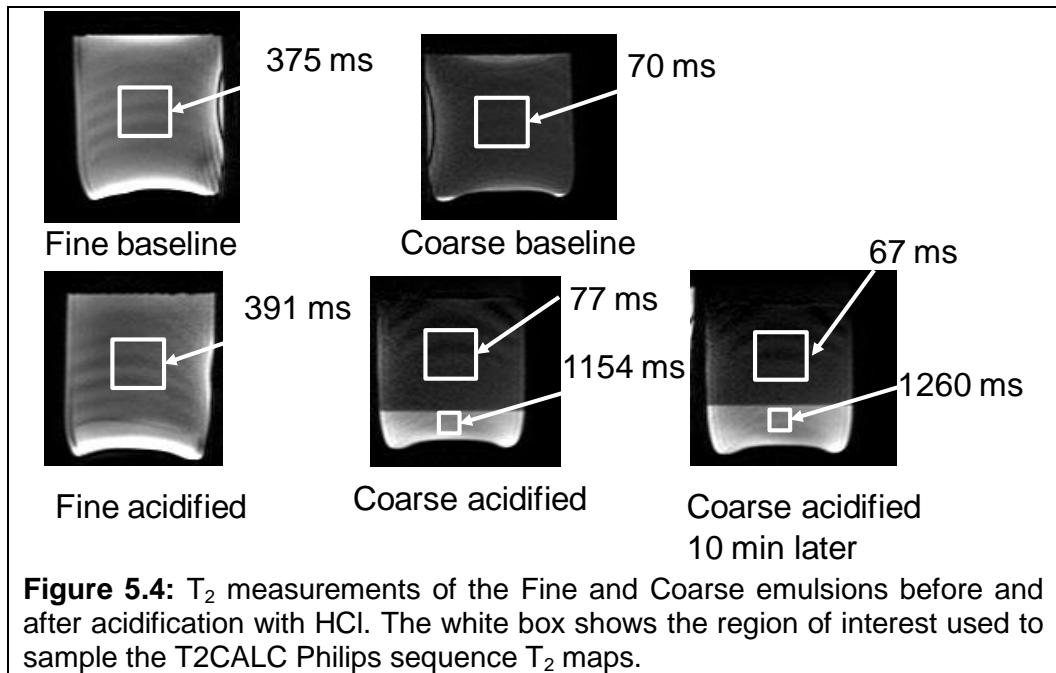 375 ms
70 ms
Fine baseline
Coarse baseline
67 ms
391 ms
77 ms
1154 ms
1260 ms
Fine acidified
Coarse acidified
Coarse acidified
10 min later
Figure 5.4: T₂ measurements of the Fine and Coarse emulsions before and
after acidification with HCl. The white box shows the region of interest used to
sample the T2CALC Philips sequence T₂ maps.